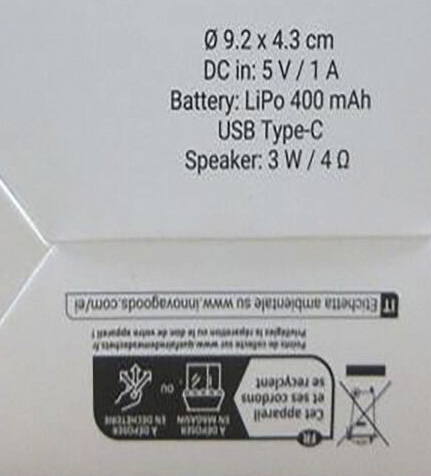 Ø 9.2 x 4.3 cm
DC in: 5 V / 1 A
Battery: LiPo 400 mAh
USB Type-C
Speaker: 3 W / 4 Ω
FR
Cet appareil
et ses cordons
se recyclent
À DÉPOSER
EN MAGASIN
OU
À DÉPOSER
EN DÉCHÈTERIE
Points de collecte sur www.quefairedemesdechets.fr
Privilégiez la réparation ou le don de votre appareil !
IT Etichetta ambientale su www.innovagoods.com/el